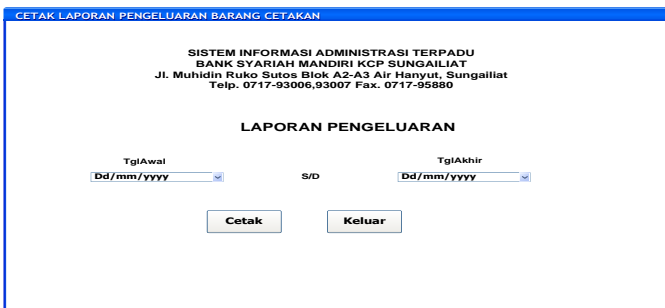 CETAK LAPORAN PENGELUARAN BARANG CETAKAN
SISTEM INFORMASI ADMINISTRASI TERPADU
BANK SYARIAH MANDIRI KCP SUNGAILIAT
Jl. Muhidin Ruko Sutos Blok A2-A3 Air Hanyut, Sungailiat
Telp. 0717-93006,93007 Fax. 0717-95880
LAPORAN PENGELUARAN
TglAwal TglAkhir
Dd/mm/yyyy S/D Dd/mm/yyyy
Cetak Keluar